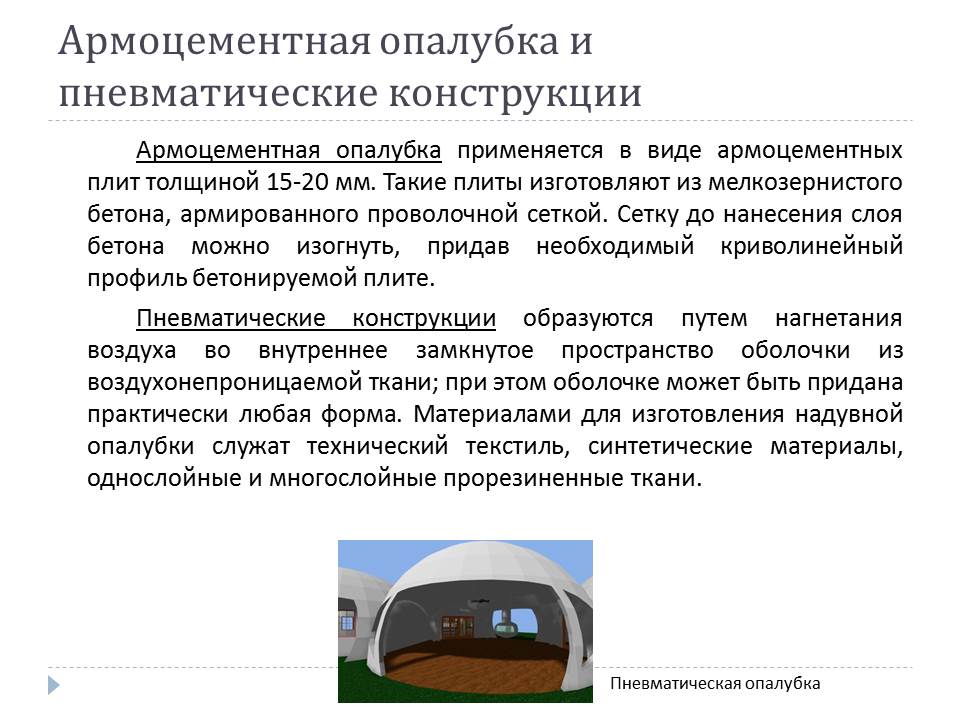 Армоцементная опалубка и
пневматические конструкции
Армоцементная опалубка применяется в виде армоцементных
плит толщиной 15-20 мм. Такие плиты изготовляют из мелкозернистого
бетона, армированного проволочной сеткой. Сетку до нанесения слоя
бетона можно изогнуть, придав необходимый криволинейный
профиль бетонируемой плите.
Пневматические конструкции образуются путем нагнетания
воздуха во внутреннее замкнутое пространство оболочки из
воздухонепроницаемой ткани; при этом оболочке может быть придана
практически любая форма. Материалами для изготовления надувной
опалубки служат технический текстиль, синтетические материалы,
однослойные и многослойные прорезиненные ткани.
Пневматическая опалубка